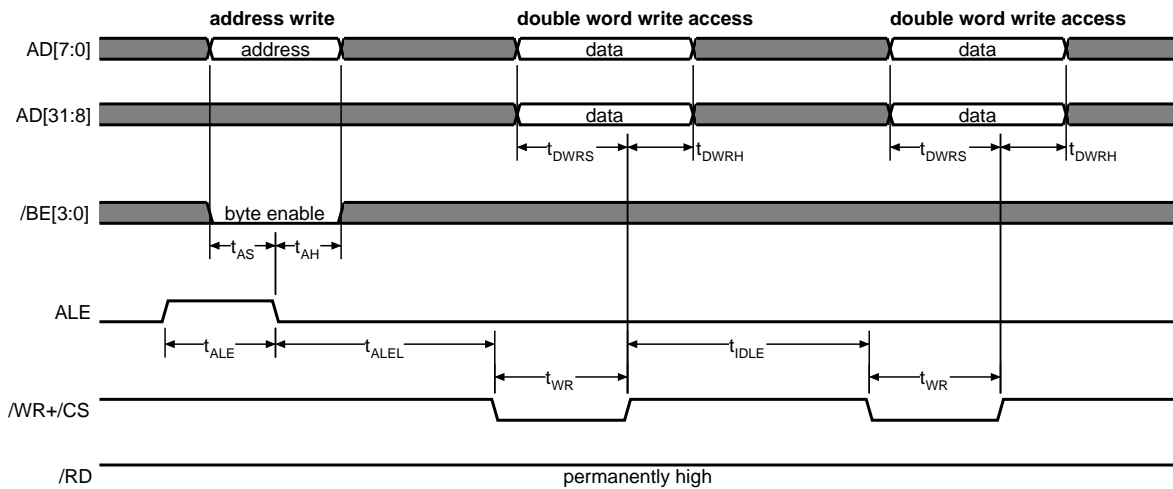 address write double word write access double word write access
AD[7:0] address data data
AD[31:8] data data
tDWRS tDWRH tDWRS tDWRH
/BE[3:0] byte enable
tAS tAH
ALE
tALE tALEL tIDLE
tWR tWR
/WR+/CS
/RD permanently high